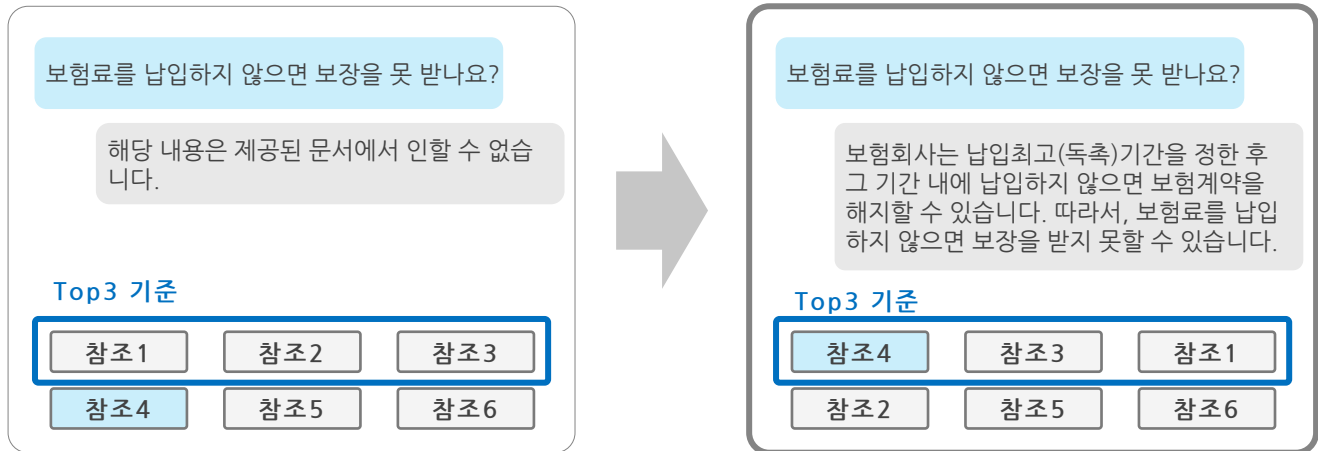 보험료를 납입하지 않으면 보장을 못 받나요?
해당 내용은 제공된 문서에서 인할 수 없습
니다.
Top3 기준
참조1 참조2 참조3
참조4 참조5 참조6
보험료를 납입하지 않으면 보장을 못 받나요?
보험회사는 납입최고(독촉)기간을 정한 후
그 기간 내에 납입하지 않으면 보험계약을
해지할 수 있습니다. 따라서, 보험료를 납입
하지 않으면 보장을 받지 못할 수 있습니다.
Top3 기준
참조4 참조3 참조1
참조2 참조5 참조6